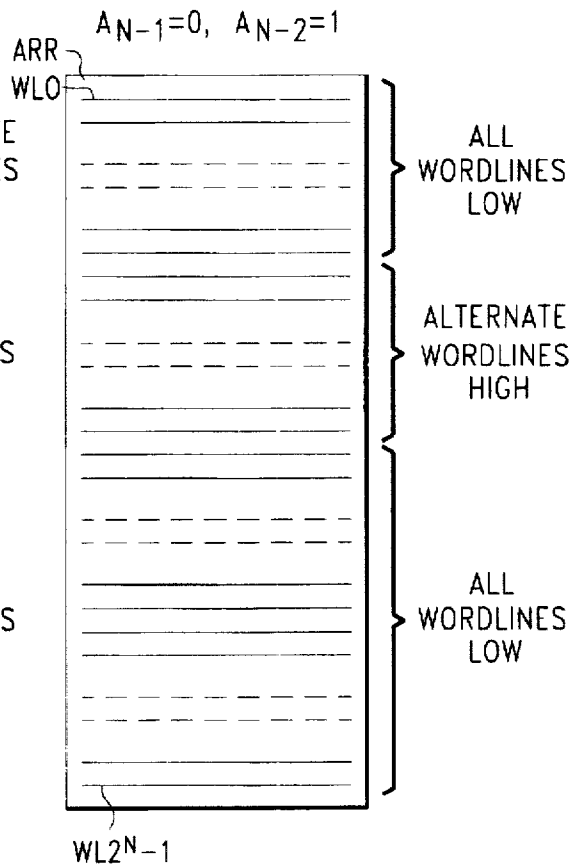 A_{N-1}=0, A_{N-2}=1
ARR
WL0
E
ES
ALL
WORDLINES
LOW
S
ALTERNATE
WORDLINES
HIGH
S
ALL
WORDLINES
LOW
WL2^N-1